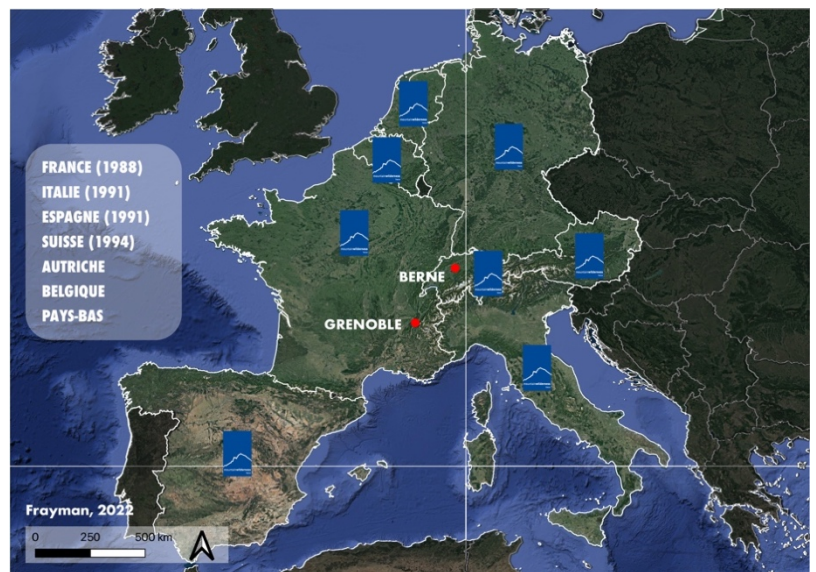 FRANCE (1988)
ITALIE (1991)
ESPAGNE (1991)
SUISSE (1994)
AUTRICHE
BELGIQUE
PAYS-BAS
BERNE
GRENOBLE
Frayman, 2022
0 250 500 km